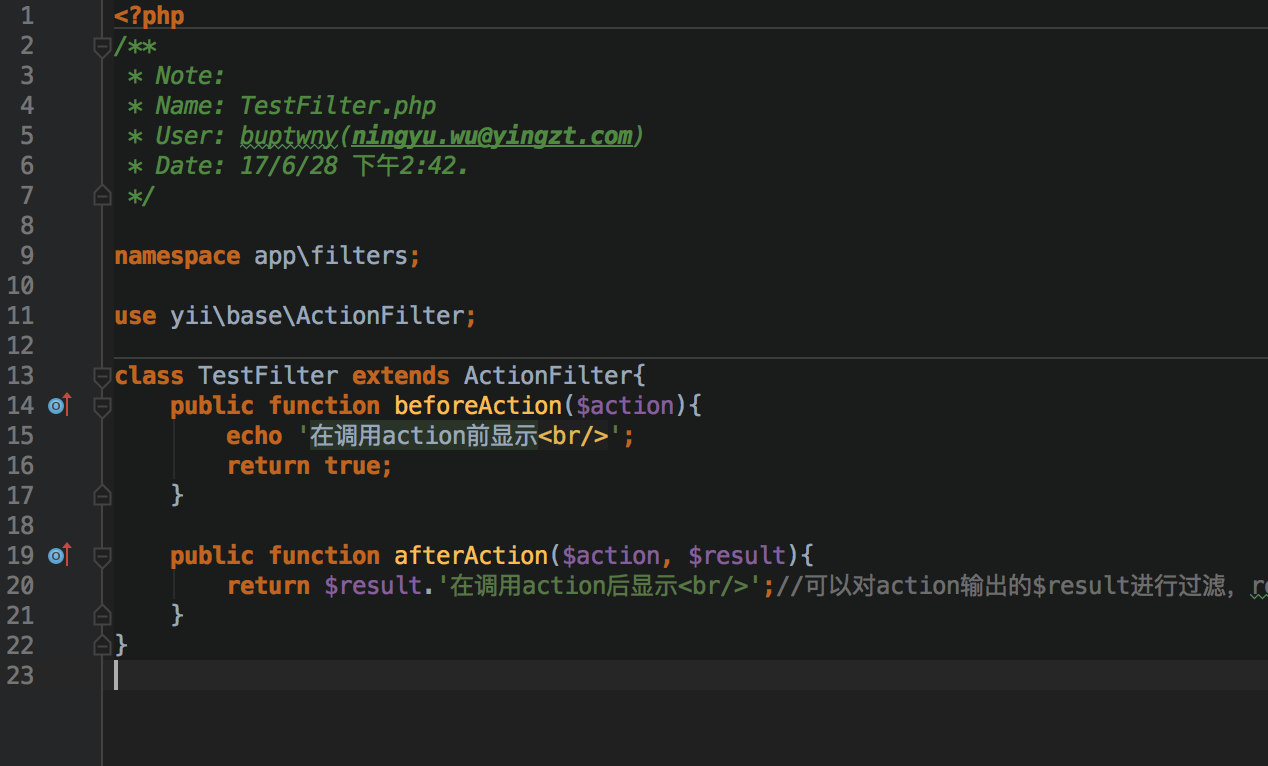 1 <?php
2 /**
3 * Note:
4 * Name: TestFilter.php
5 * User: buptwny(ningyu.wu@yingzt.com)
6 * Date: 17/6/28 下午2:42.
7 */
8
9 namespace app\filters;
10
11 use yii\base\ActionFilter;
12
13 class TestFilter extends ActionFilter{
14 public function beforeAction($action){
15 echo '在调用action前显示<br/>';
16 return true;
17 }
18
19 public function afterAction($action, $result){
20 return $result.'在调用action后显示<br/>';//可以对action输出的$result进行过滤,
21 }
22 }
23